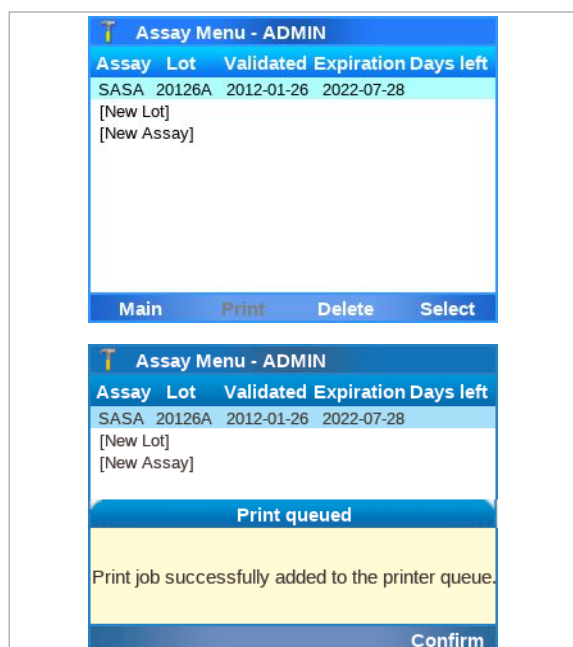 Assay Menu - ADMIN
Assay Lot Validated Expiration Days left
SASA 20126A 2012-01-26 2022-07-28
[New Lot]
[New Assay]
Main Print Delete Select
Assay Menu - ADMIN
Assay Lot Validated Expiration Days left
SASA 20126A 2012-01-26 2022-07-28
[New Lot]
[New Assay]
Print queued
Print job successfully added to the printer queue.
Confirm